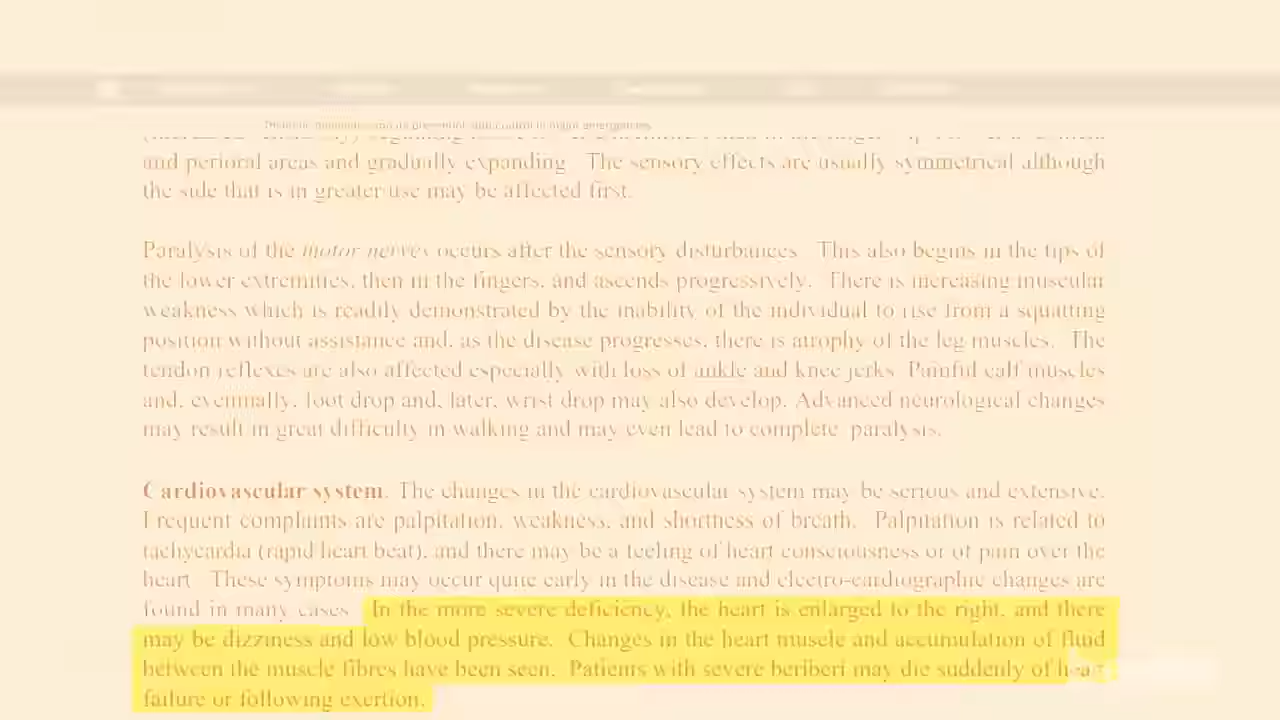 and perioral areas and gradually expanding. The sensory effects are usually symmetrical although
the side that is in greater use may be affected first.
Paralysis of the motor nerves occurs after the sensory disturbances. This also begins in the tips of
the lower extremities, then in the fingers, and ascends progressively. There is increasing muscular
weakness which is readily demonstrated by the inability of the individual to rise from a squatting
position without assistance and, as the disease progresses, there is atrophy of the leg muscles. The
tendon reflexes are also affected especially with loss of ankle and knee jerks. Painful calf muscles
and, eventually, foot drop and, later, wrist drop may also develop. Advanced neurological changes
may result in great difficulty in walking and may even lead to complete paralysis.
Cardiovascular system. The changes in the cardiovascular system may be serious and extensive.
Frequent complaints are palpitation, weakness, and shortness of breath. Palpitation is related to
tachycardia (rapid heart beat), and there may be a feeling of heart consciousness or of pain over the
heart. These symptoms may occur quite early in the disease and electro-cardiographic changes are
found in many cases. In the more severe deficiency, the heart is enlarged to the right, and there
may be dizziness and low blood pressure. Changes in the heart muscle and accumulation of fluid
between the muscle fibres have been seen. Patients with severe beriberi may die suddenly of heart
failure or following exertion.